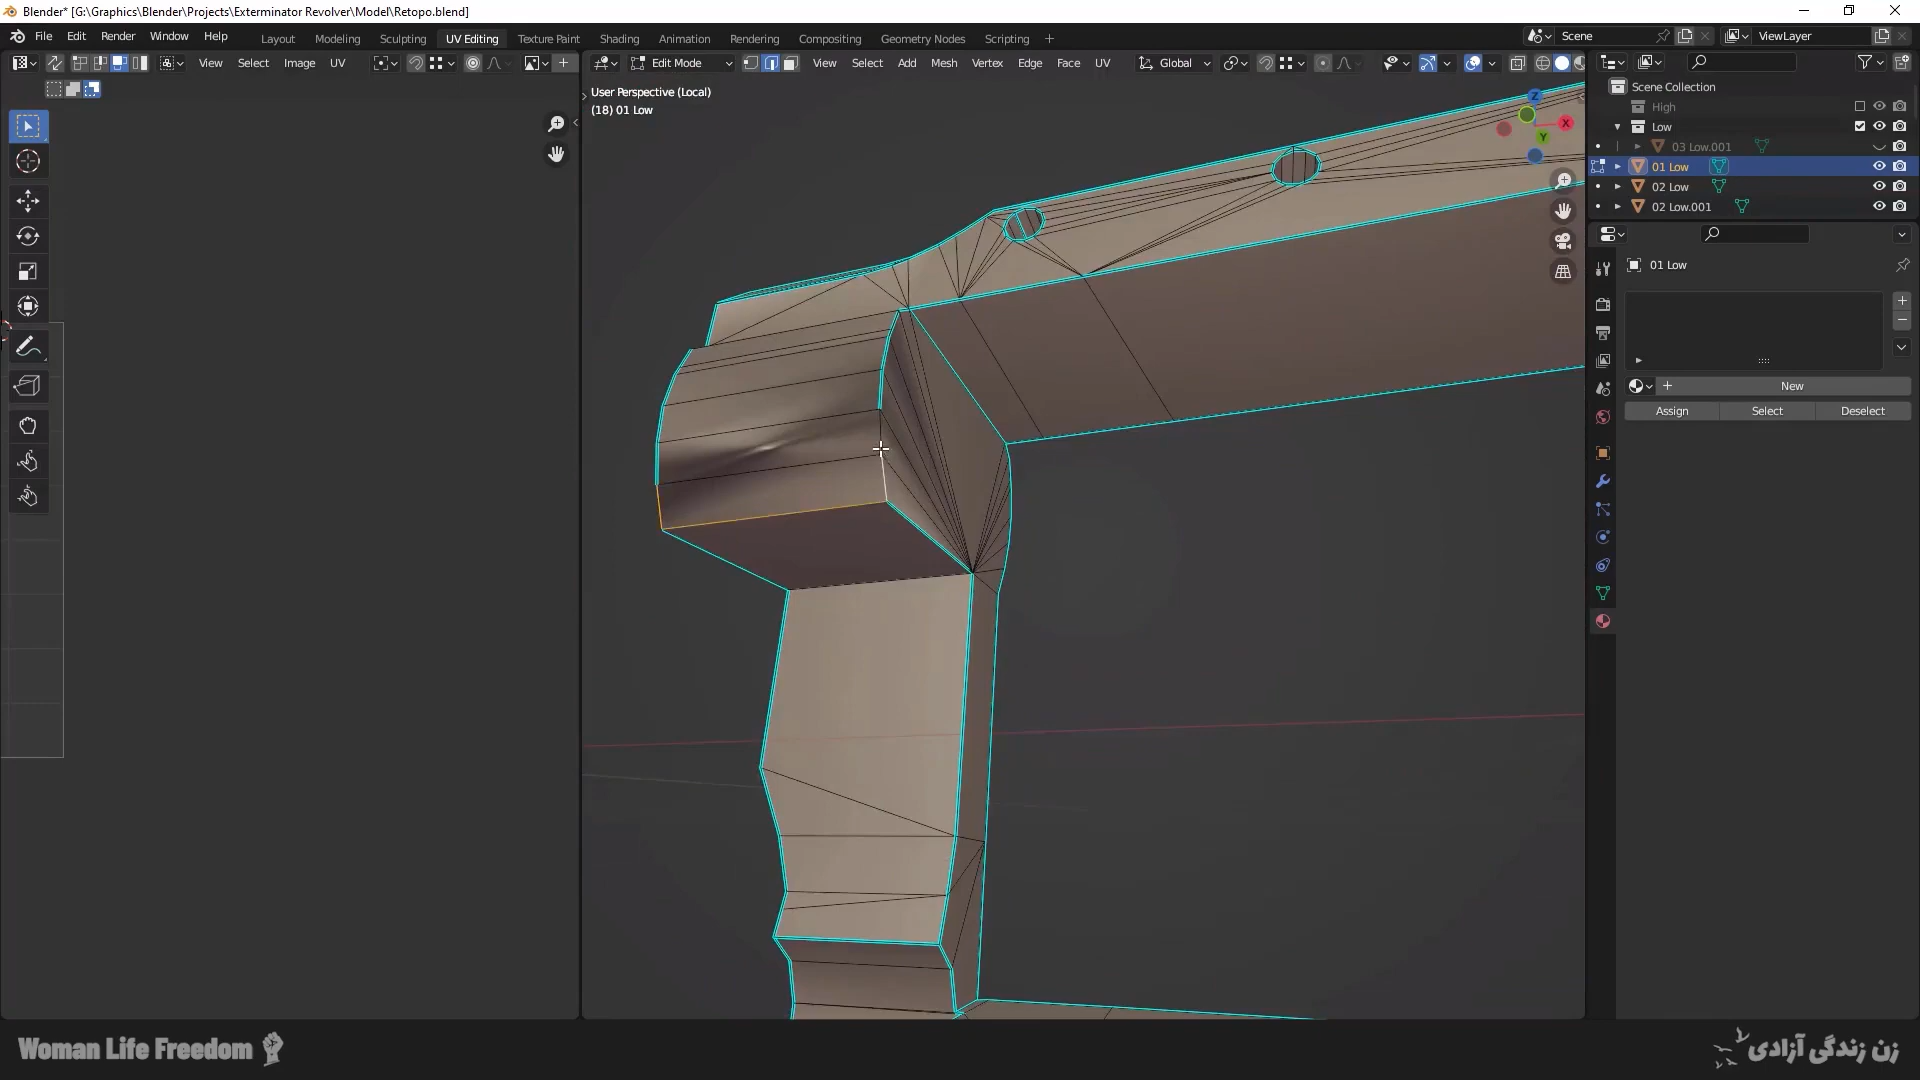 Blender* [G:\Graphics\Blender\Projects\Exterminator Revolver\Model\Retopo.blend]
File Edit Render Window Help
Layout Modeling Sculpting UV Editing Texture Paint Shading Animation Rendering Compositing Geometry Nodes Scripting
Scene
ViewLayer
View Select Image UV
Edit Mode
View Select Add Mesh Vertex Edge Face UV
Global
User Perspective (Local)
(18) 01 Low
Z
X
Y
Scene Collection
High
Low
03 Low.001
01 Low
02 Low
02 Low.001
01 Low
New
Assign Select Deselect
Woman Life Freedom
زن زندگی آزادی